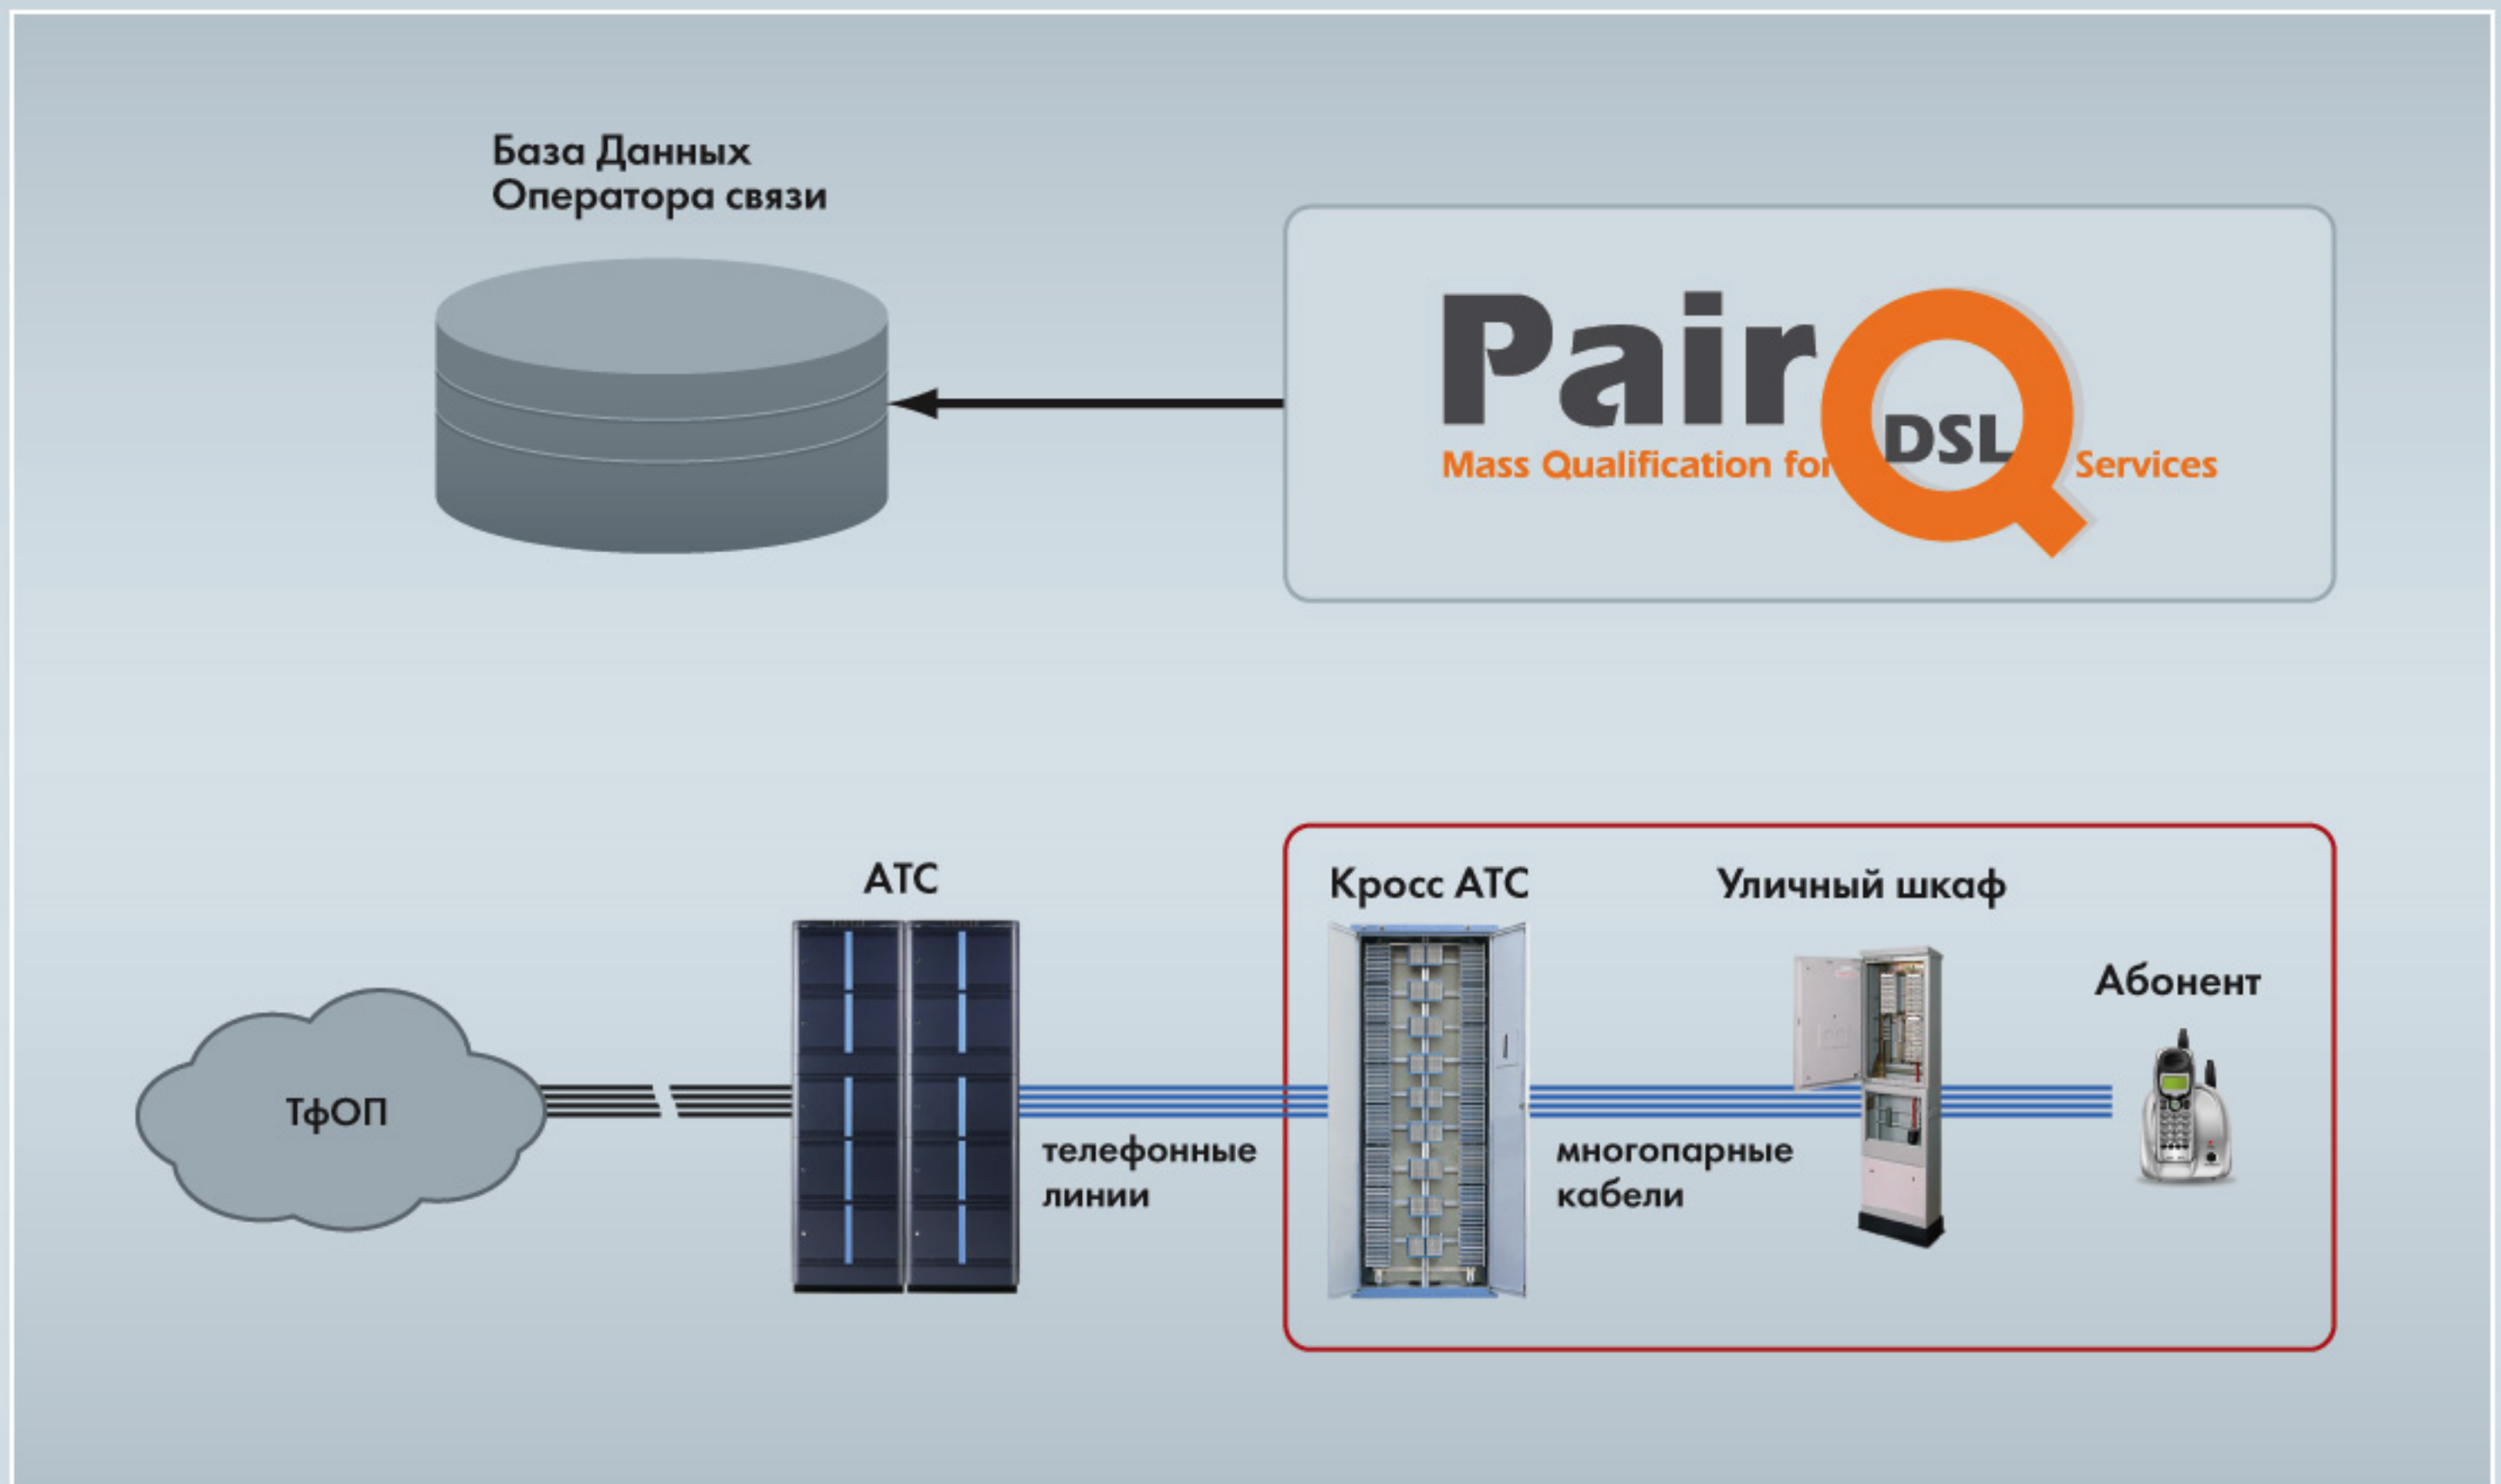 База Данных
Оператора связи
Pair
DSL
Mass Qualification for
Services
АТС
Кросс АТС
Уличный шкаф
Абонент
ТфОП
телефонные
линии
многопарные
кабели